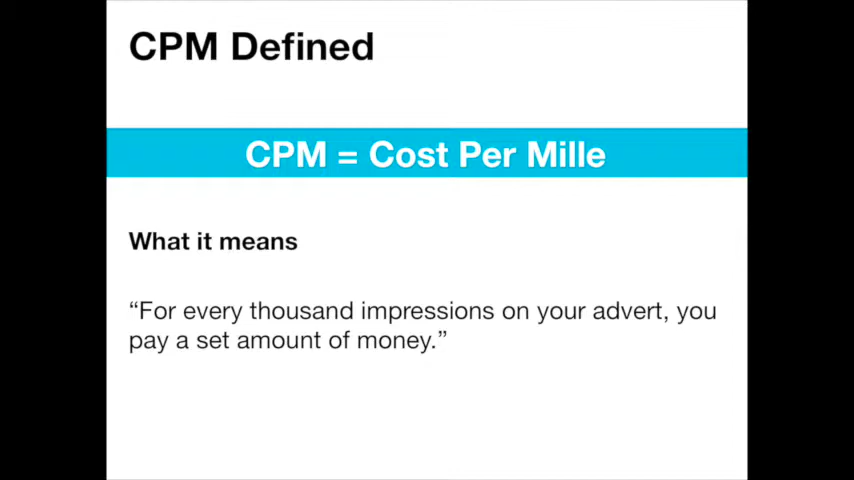 CPM Defined
CPM = Cost Per Mille
What it means
“For every thousand impressions on your advert, you
pay a set amount of money.”